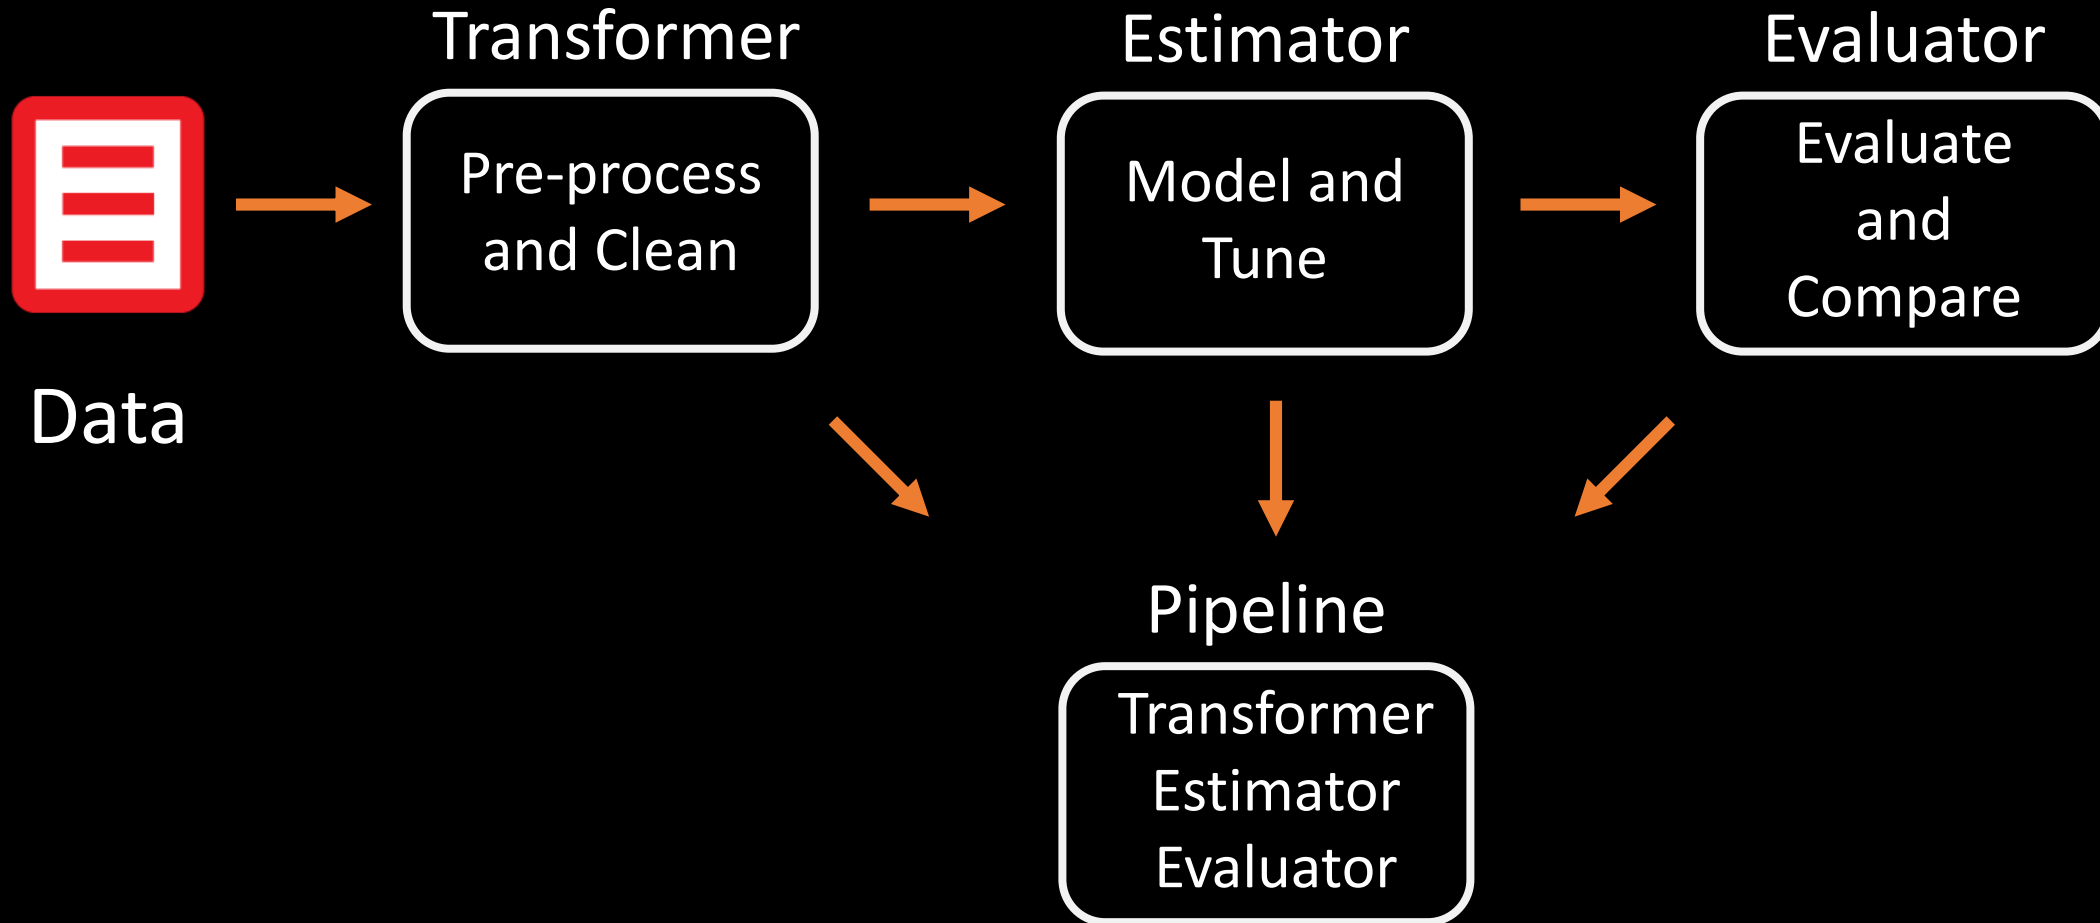 Transformer
Estimator
Evaluator
Pre-process
and Clean
Model and
Tune
Evaluate
and
Compare
Data
Pipeline
Transformer
Estimator
Evaluator